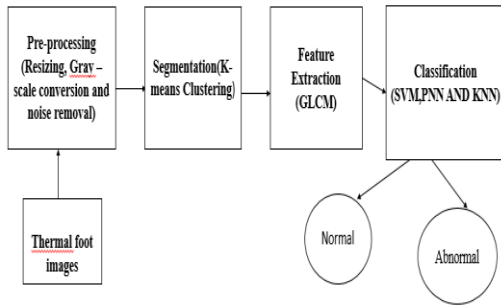 Pre-processing
(Resizing, Gray –
scale conversion and
noise removal)
Segmentation(K-
means Clustering)
Feature
Extraction
(GLCM)
Classification
(SVM,PNN AND KNN)
Thermal foot
images
Normal
Abnormal